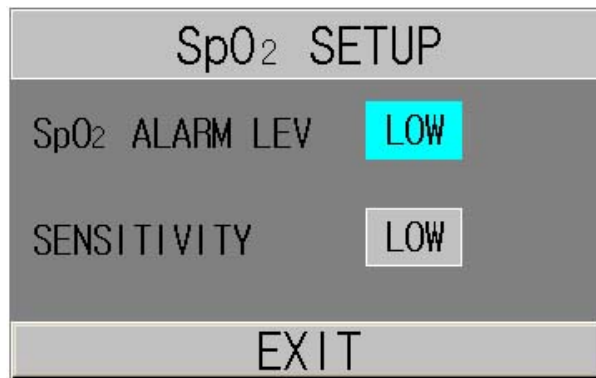 SpO₂ SETUP
SpO₂ ALARM LEV LOW
SENSITIVITY LOW
EXIT